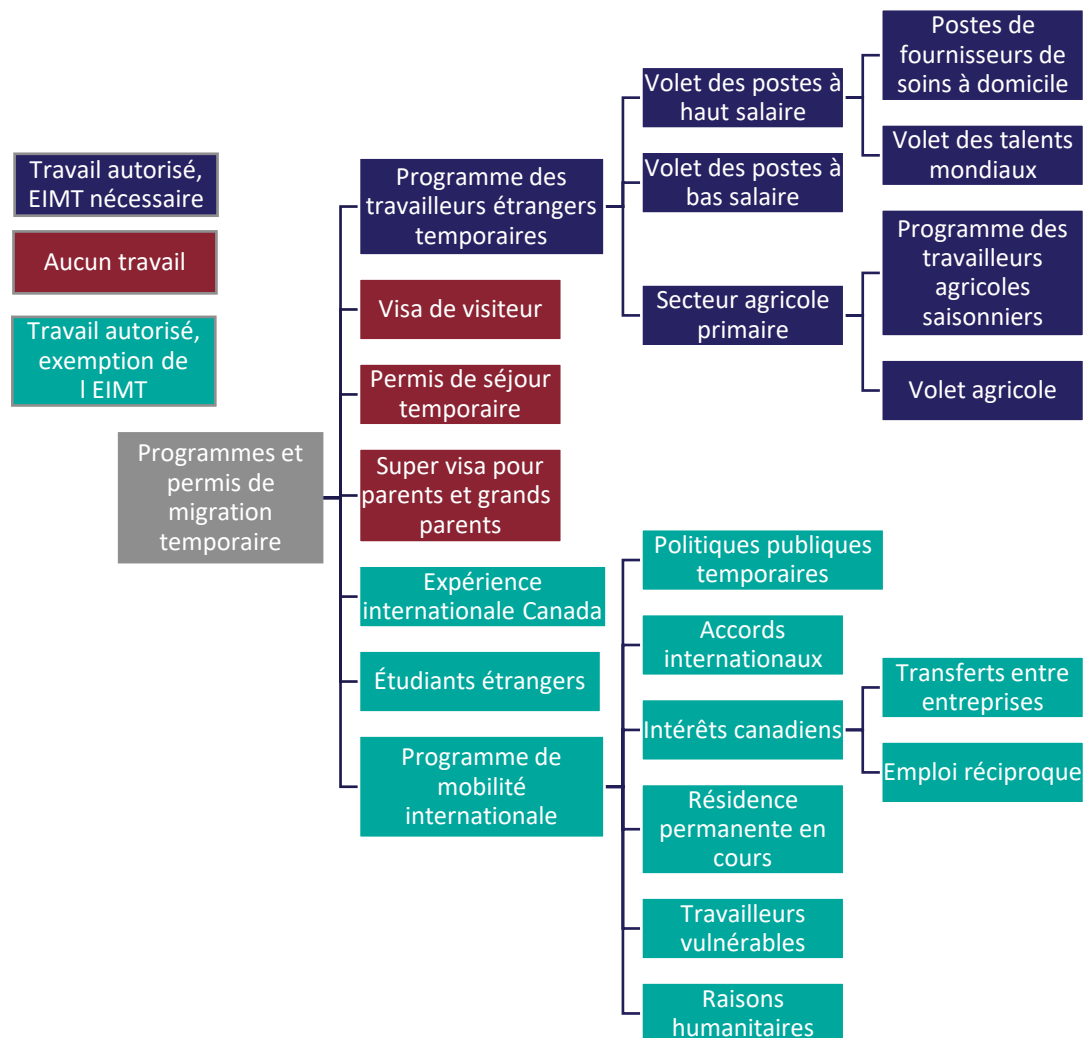 Travail autorisé,
EIMT nécessaire
Aucun travail
Travail autorisé,
exemption de
l EIMT
Programmes et
permis de
migration
temporaire
Programme des
travailleurs étrangers
temporaires
Visa de visiteur
Permis de séjour
temporaire
Super visa pour
parents et grands
parents
Expérience
internationale Canada
Étudiants étrangers
Programme de
mobilité
internationale
Volet des postes à
haut salaire
Volet des postes à
bas salaire
Secteur agricole
primaire
Politiques publiques
temporaires
Accords
internationaux
Intérêts canadiens
Résidence
permanente en
cours
Travailleurs
vulnérables
Raisons
humanitaires
Postes de
fournisseurs de
soins à domicile
Volet des talents
mondiaux
Programme des
travailleurs
agricoles
saisonniers
Volet agricole
Transferts entre
entreprises
Emploi réciproque